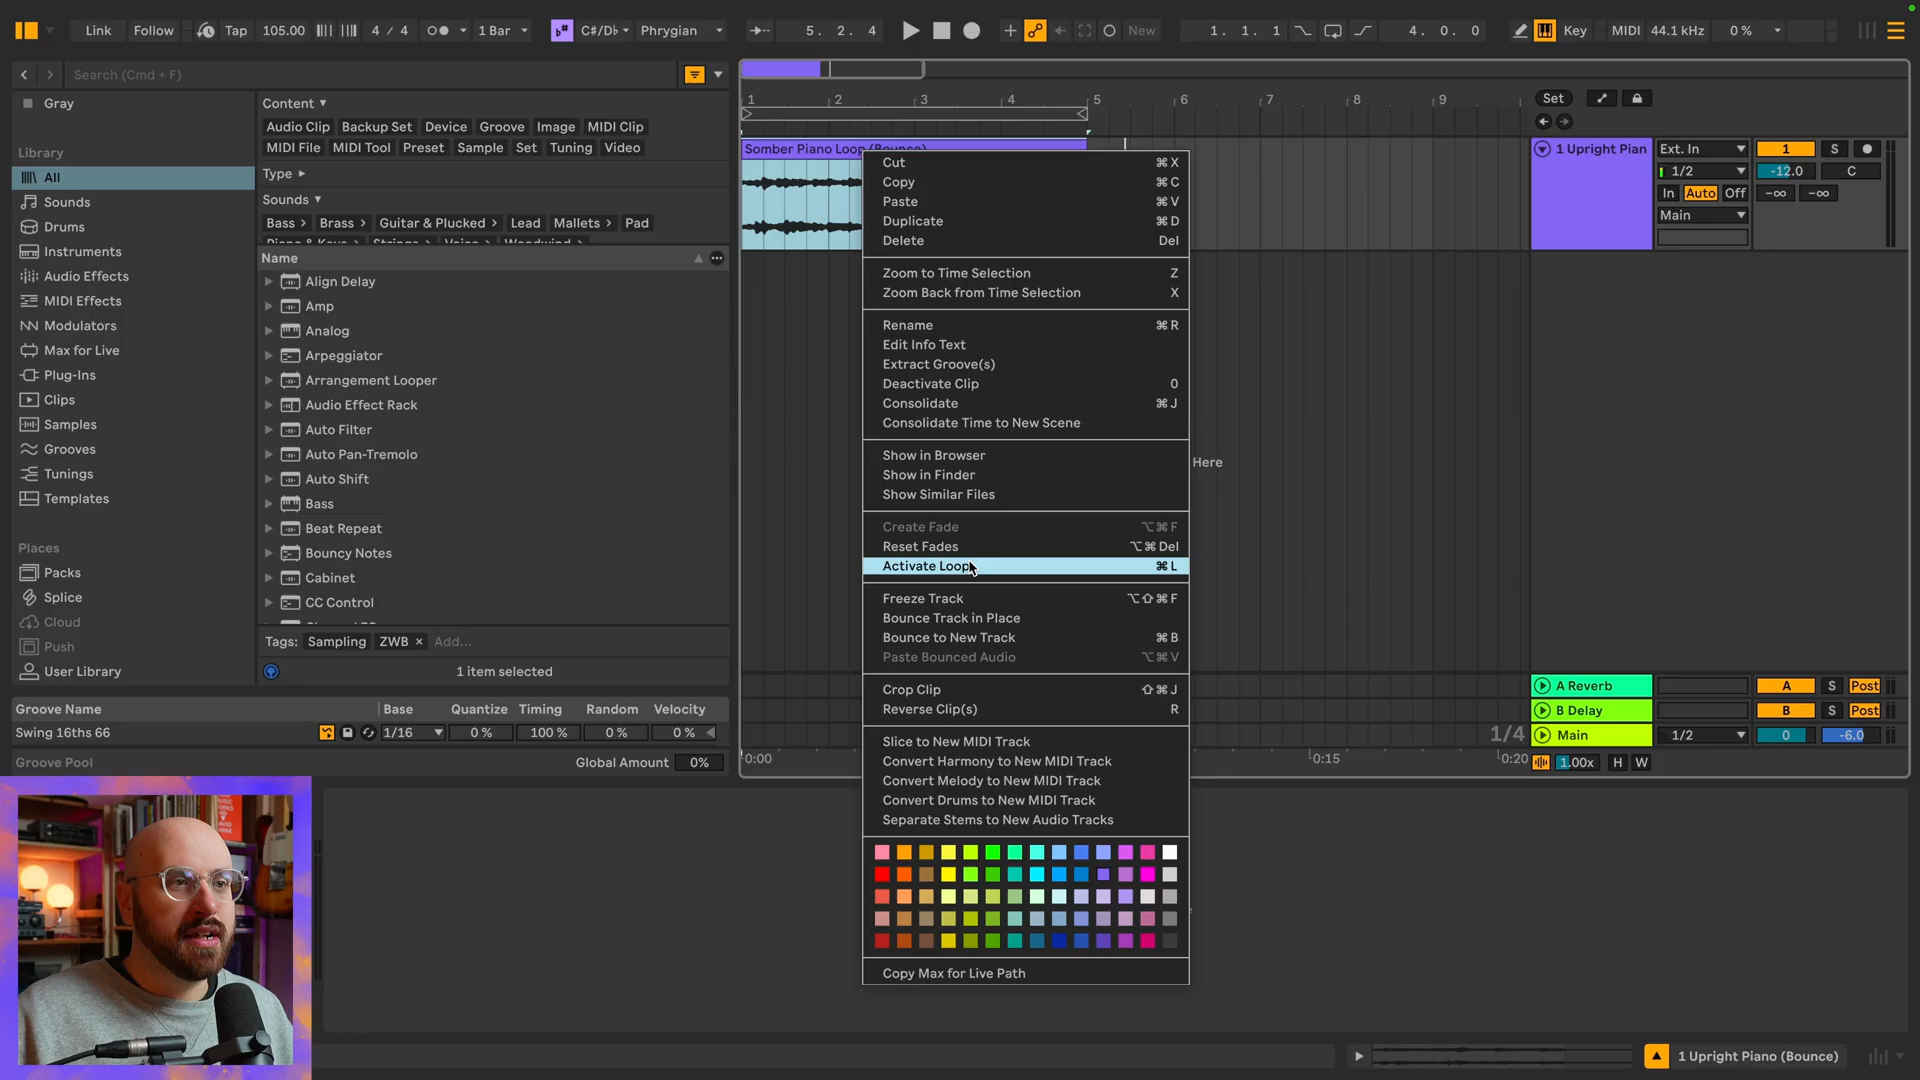 Link Follow Tap 105.00 4 / 4 1 Bar C#/D♭ Phrygian 5. 2. 4 New 1. 1. 1 4. 0. 0 Key MIDI 44.1 kHz 0 %
Search (Cmd + F)
Gray
Library
All
Sounds
Drums
Instruments
Audio Effects
MIDI Effects
Modulators
Max for Live
Plug-Ins
Clips
Samples
Grooves
Tunings
Templates
Places
Packs
Splice
Cloud
Push
User Library
Content
Audio Clip Backup Set Device Groove Image MIDI Clip
MIDI File MIDI Tool Preset Sample Set Tuning Video
Type
Sounds
Bass Brass Guitar & Plucked Lead Mallets Pad
Piano & Keys Strings Voice Woodwind
Name
Align Delay
Amp
Analog
Arpeggiator
Arrangement Looper
Audio Effect Rack
Auto Filter
Auto Pan-Tremolo
Auto Shift
Bass
Beat Repeat
Bouncy Notes
Cabinet
CC Control
Tags: Sampling ZWB × Add...
1 item selected
Groove Name Base Quantize Timing Random Velocity
Swing 16ths 66 1/16 0 % 100 % 0 % 0 %
Groove Pool Global Amount 0%
1 2 3 4 5 6 7 8 9
Set
Somber Piano Loop (Bounce)
Cut ⌘X
Copy ⌘C
Paste ⌘V
Duplicate ⌘D
Delete Del
Zoom to Time Selection Z
Zoom Back from Time Selection X
Rename ⌘R
Edit Info Text
Extract Groove(s)
Deactivate Clip 0
Consolidate ⌘J
Consolidate Time to New Scene
Show in Browser
Show in Finder
Show Similar Files
Create Fade ⌥⌘F
Reset Fades ⌥⌘Del
Activate Loop ⌘L
Freeze Track ⌥⇧⌘F
Bounce Track in Place
Bounce to New Track ⌘B
Paste Bounced Audio ⌥⌘V
Crop Clip ⇧⌘J
Reverse Clip(s) R
Slice to New MIDI Track
Convert Harmony to New MIDI Track
Convert Melody to New MIDI Track
Convert Drums to New MIDI Track
Separate Stems to New Audio Tracks
Copy Max for Live Path
Here
1 Upright Pian Ext. In 1 S
1/2 -12.0 C
In Auto Off -∞ -∞
Main
A Reverb A S Post
B Delay B S Post
1/4 Main 1/2 0 -6.0
0:00 0:15 0:20 1.00x H W
1 Upright Piano (Bounce)